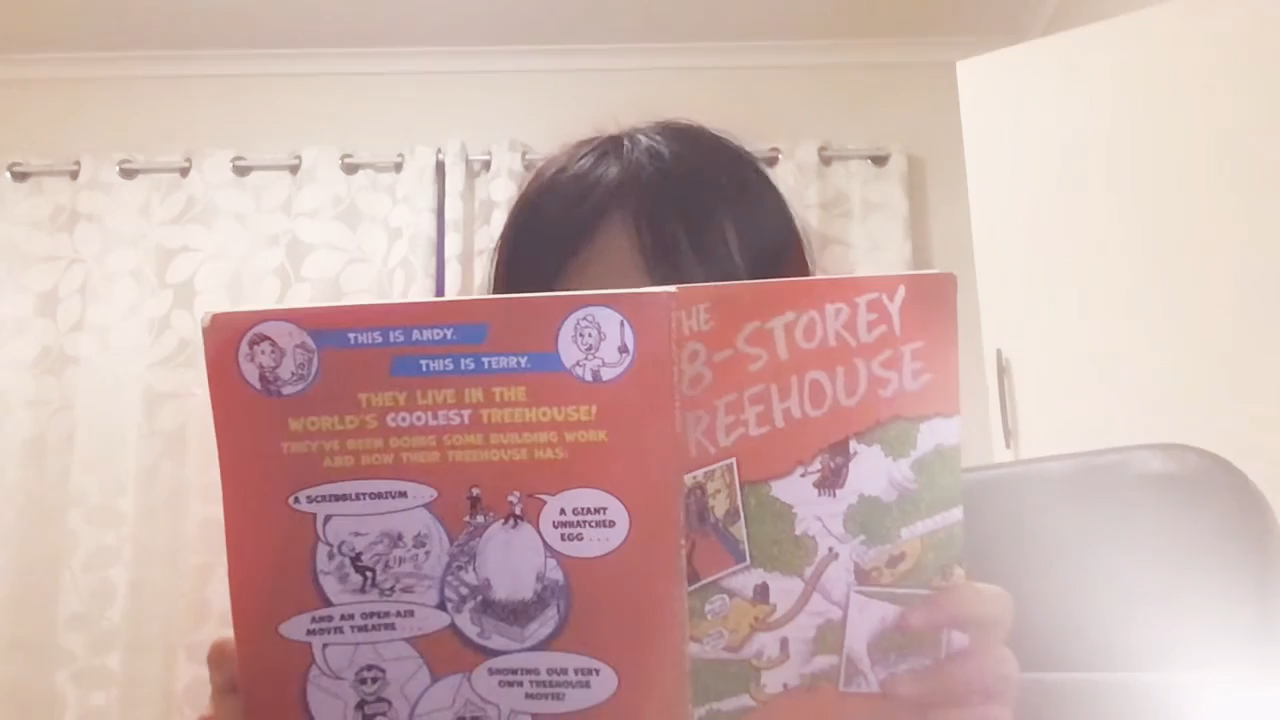 THIS IS ANDY.
THIS IS TERRY.
THEY LIVE IN THE
WORLD'S COOLEST TREEHOUSE!
THEY'VE BEEN DOING SOME BUILDING WORK
AND NOW THEIR TREEHOUSE HAS:
A SCRIBBLETORIUM...
A GIANT
UNHATCHED
EGG...
AND AN OPEN-AIR
MOVIE THEATRE...
SHOWING OUR VERY
OWN TREEHOUSE
MOVIE!
THE
8-STOREY
REEHOUSE